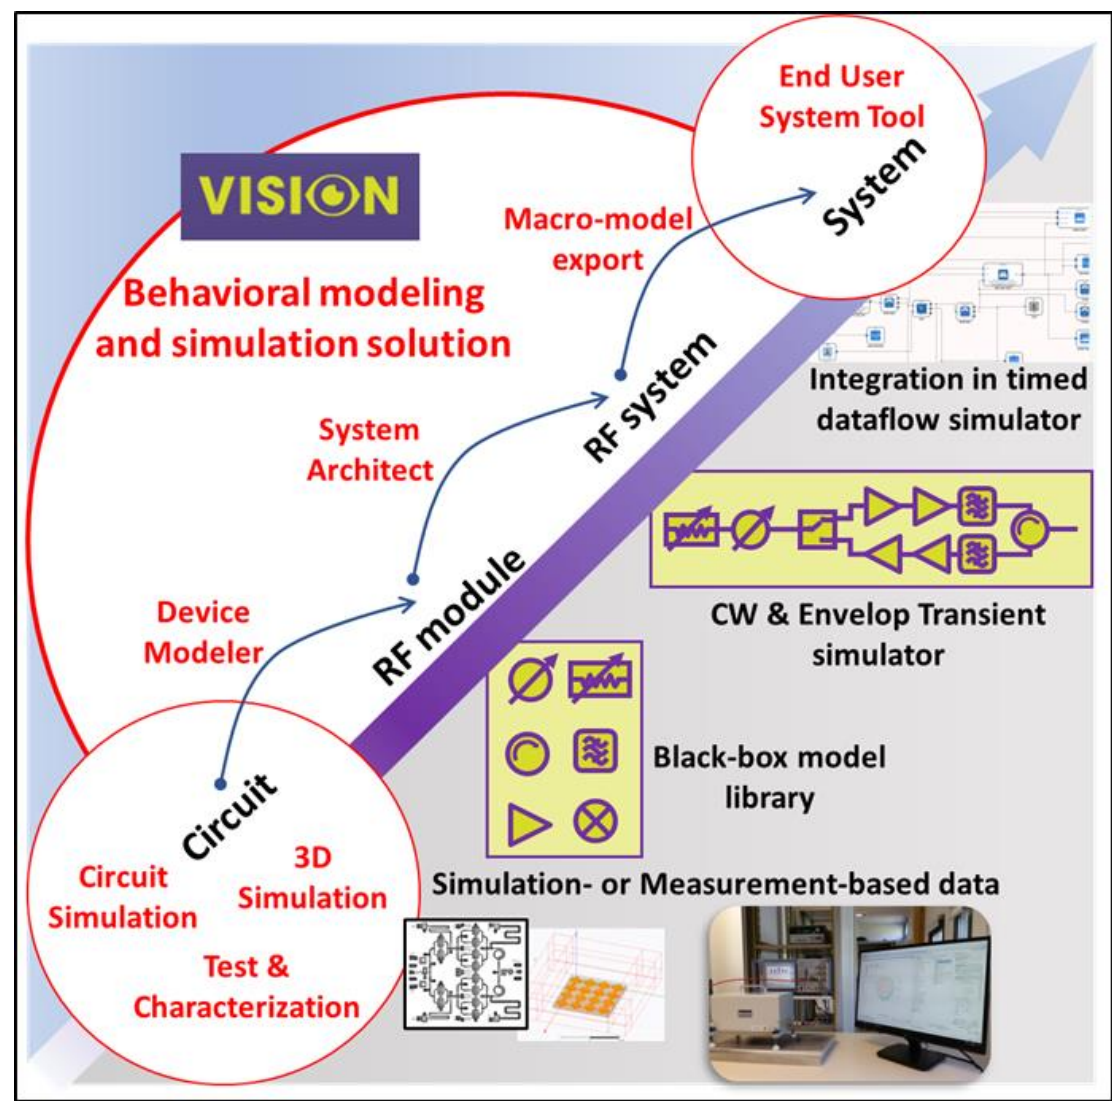 End User
System Tool
System
VISION
Macro-model
export
Behavioral modeling
and simulation solution
RF system
Integration in timed
dataflow simulator
System
Architect
CW & Envelop Transient
simulator
RF module
Device
Modeler
Black-box model
library
Circuit
3D
Simulation
Circuit
Simulation
Test &
Characterization
Simulation- or Measurement-based data